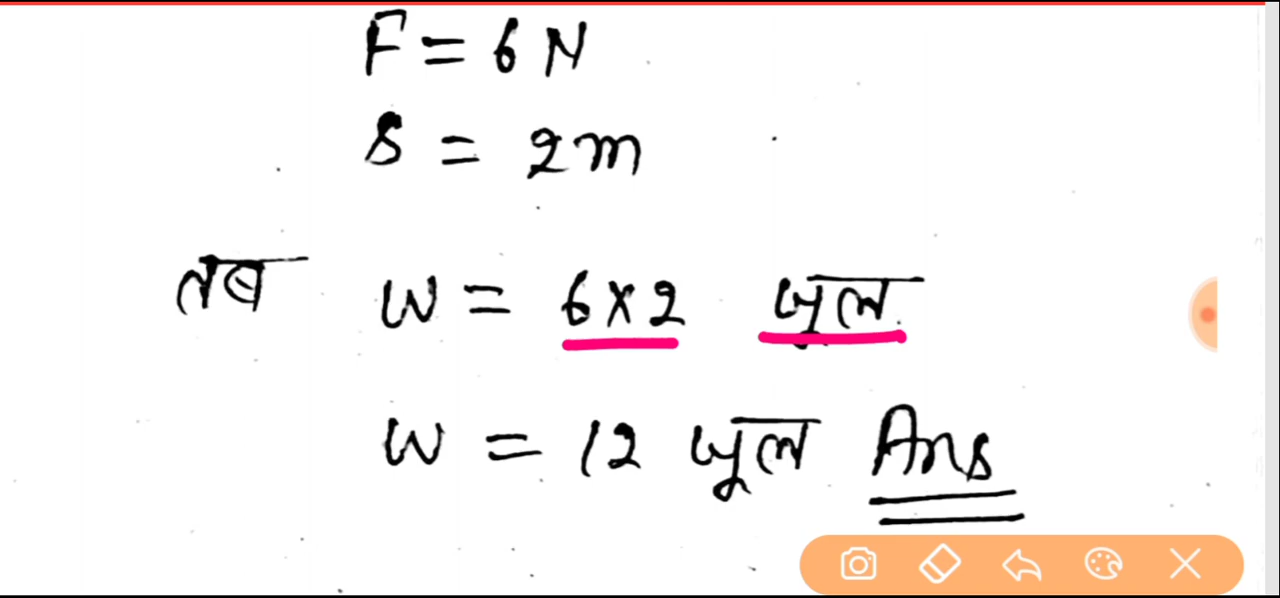 F = 6 N
S = 2m
तब W = 6×2 जूल
W = 12 जूल Ans